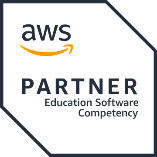 aws
PARTNER
Education Software
Competency